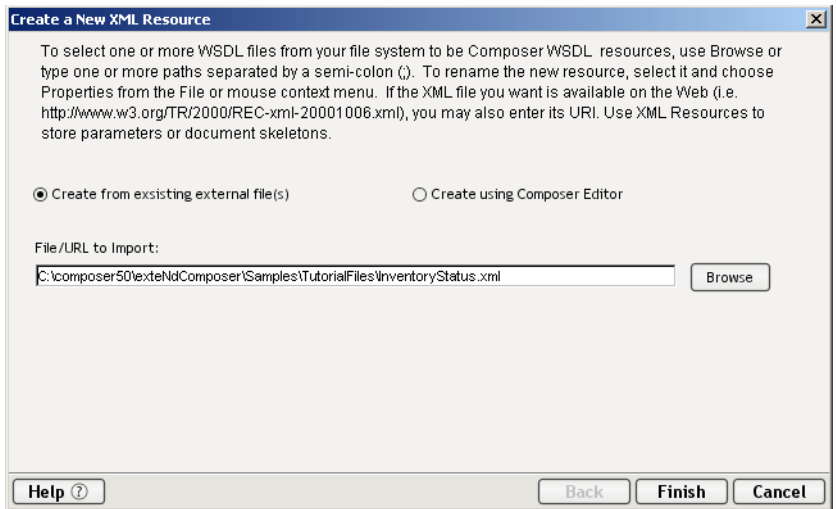 Create a New XML Resource
To select one or more WSDL files from your file system to be Composer WSDL resources, use Browse or
type one or more paths separated by a semi-colon (;). To rename the new resource, select it and choose
Properties from the File or mouse context menu. If the XML file you want is available on the Web (i.e.
http://www.w3.org/TR/2000/REC-xml-20001006.xml), you may also enter its URI. Use XML Resources to
store parameters or document skeletons.
Create from exsisting external file(s)
Create using Composer Editor
File/URL to Import:
C:\composer50\exteNdComposer\Samples\TutorialFiles\InventoryStatus.xml
Browse
Help ?
Back
Finish
Cancel